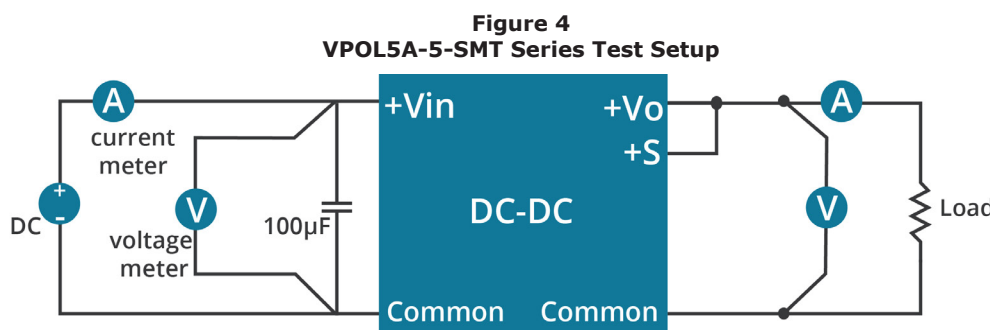 Figure 4
VPOL5A-5-SMT Series Test Setup
A
current
meter
+Vin
+Vo
+S
A
+
-
DC
V
voltage
meter
100µF
DC-DC
V
Load
Common
Common